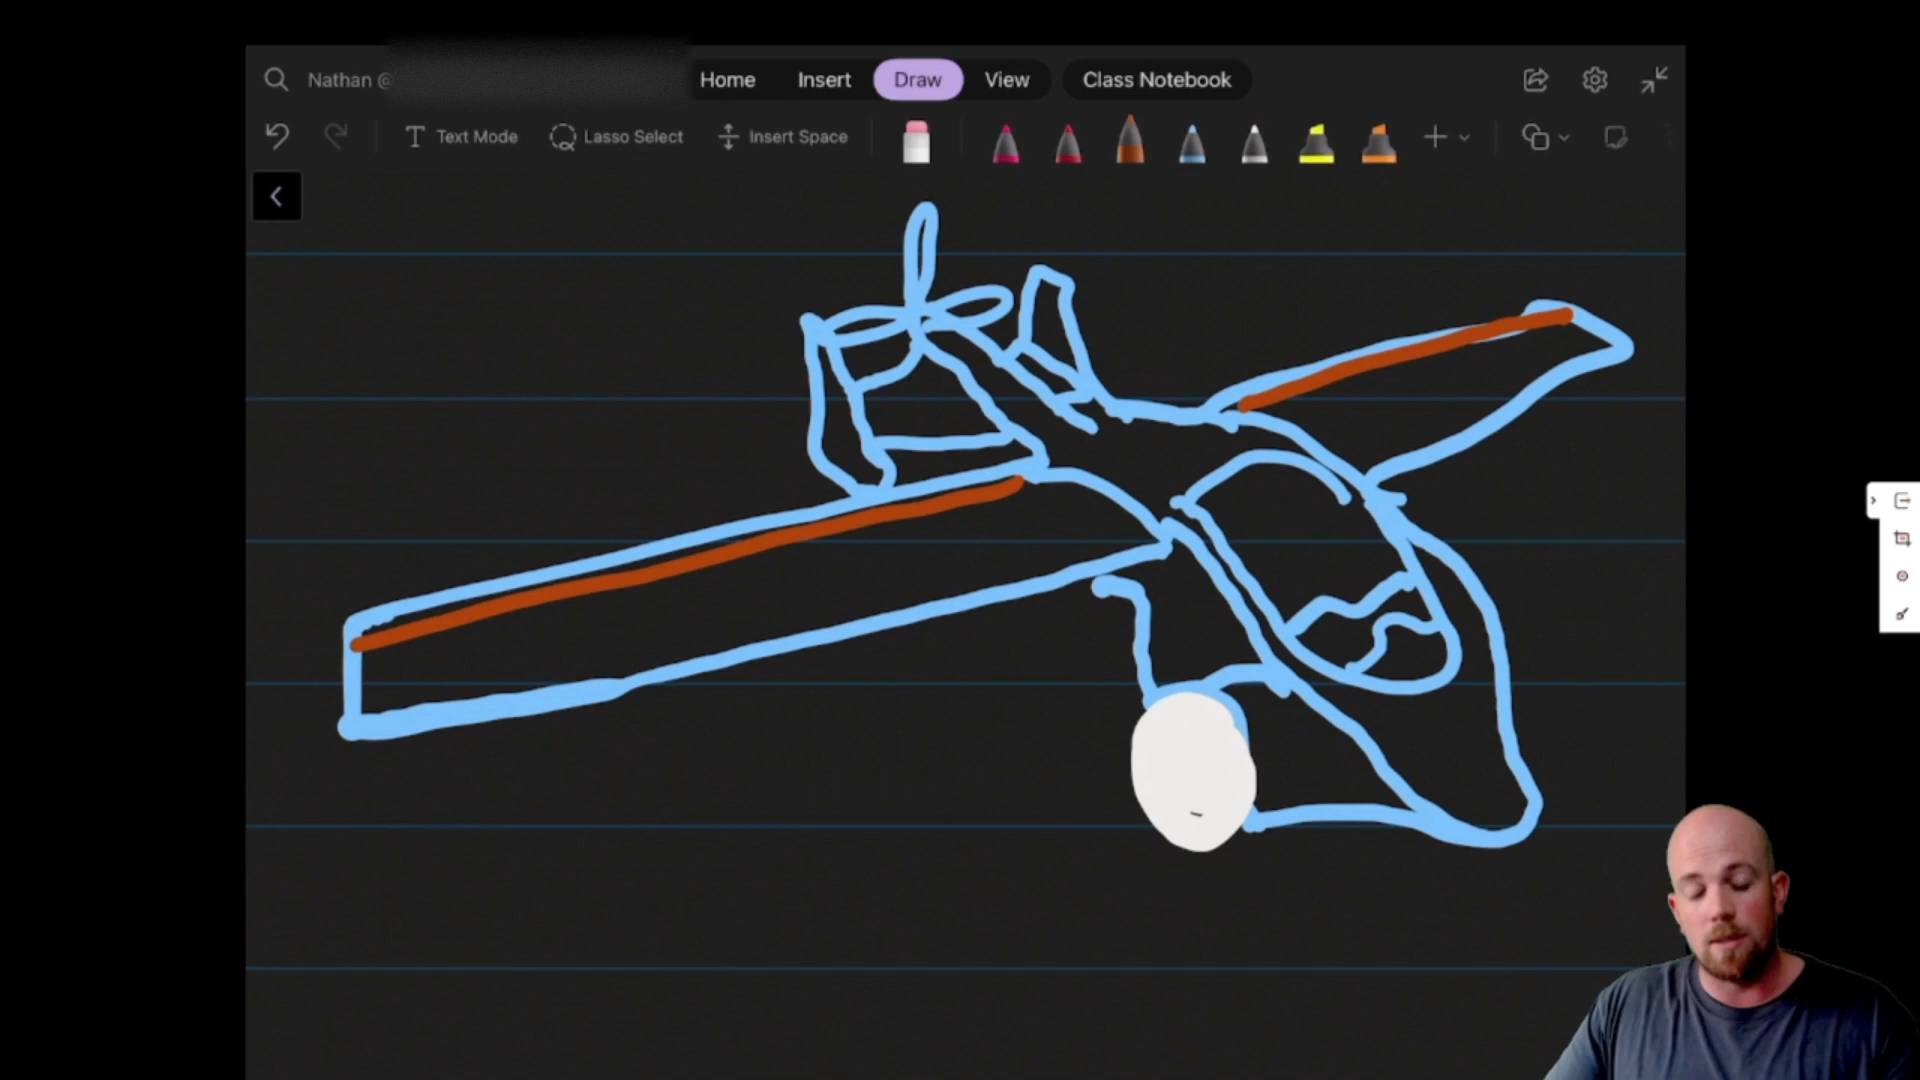 Nathan @
Home Insert Draw View Class Notebook
Text Mode Lasso Select Insert Space